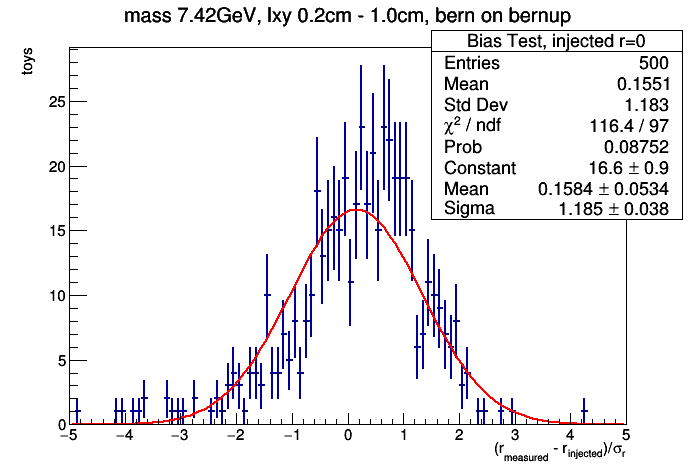 mass 7.42GeV, lxy 0.2cm - 1.0cm, bern on bernup
Bias Test, injected r=0
Entries 500
Mean 0.1551
Std Dev 1.183
χ² / ndf 116.4 / 97
Prob 0.08752
Constant 16.6 ± 0.9
Mean 0.1584 ± 0.0534
Sigma 1.185 ± 0.038
toys
25
20
15
10
5
0
−5 −4 −3 −2 −1 0 1 2 3 4 5
(r_measured - r_injected)/σ_r